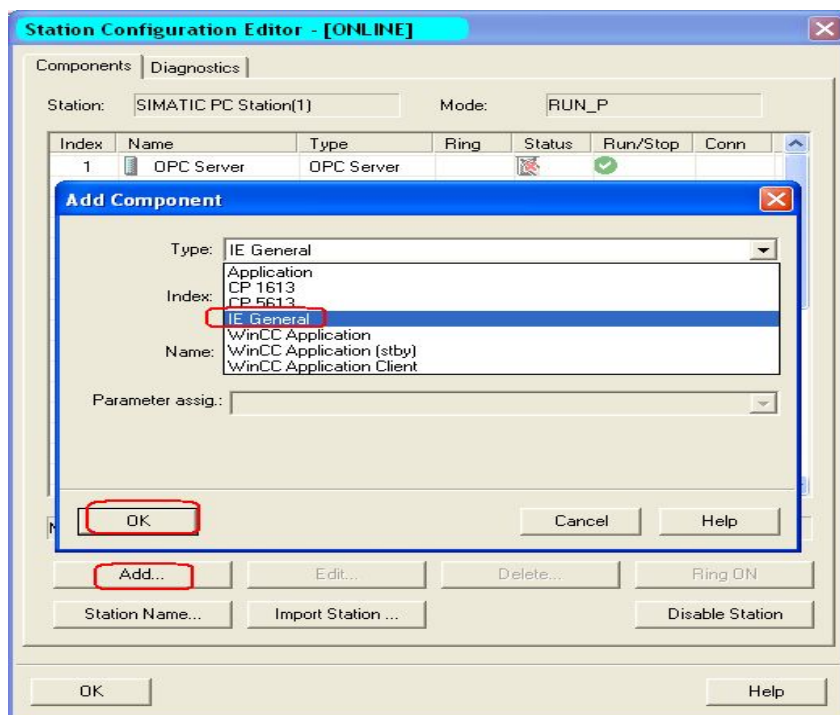 Station Configuration Editor - [ONLINE]
Components Diagnostics
Station: SIMATIC PC Station(1) Mode: RUN_P
Index Name Type Ring Status Run/Stop Conn
1 OPC Server OPC Server
Add Component
Type: IE General
Application
CP 1613
Index:
CP 5613
IE General
WinCC Application
Name:
WinCC Application (stby)
WinCC Application Client
Parameter assig.:
OK Cancel Help
Add... Edit... Delete... Ring ON
Station Name... Import Station ... Disable Station
OK Help